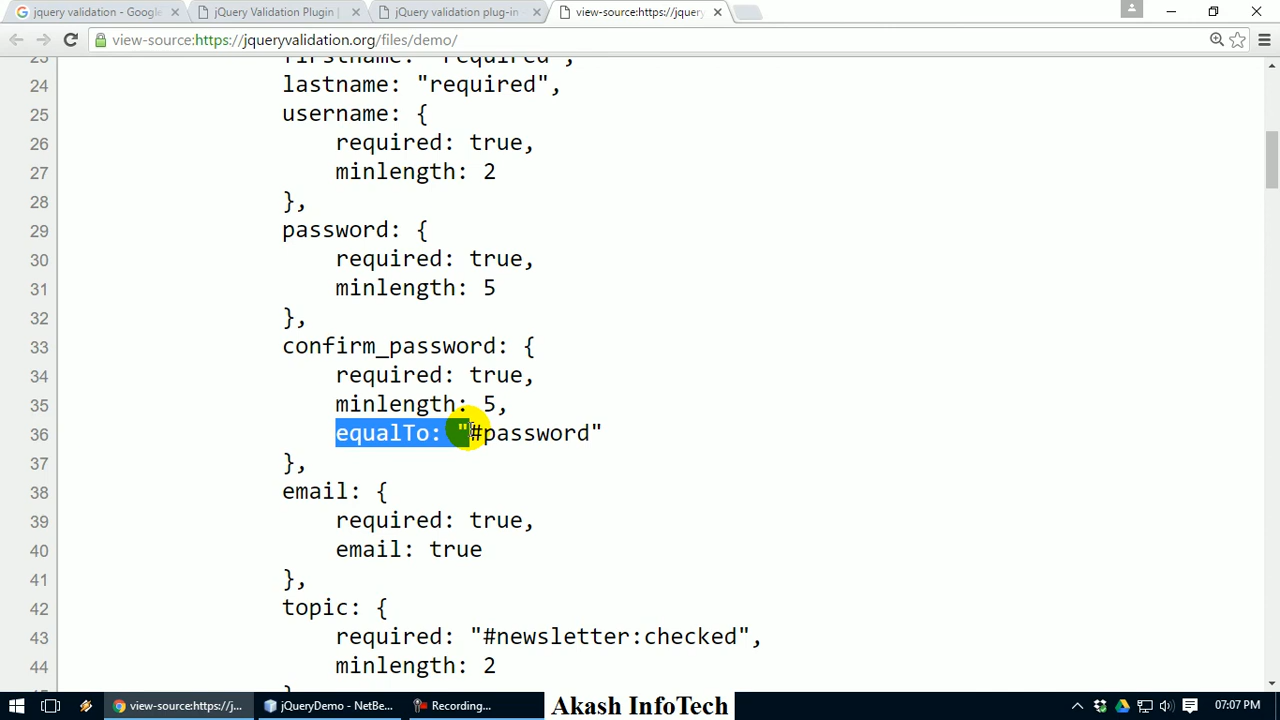 jquery validation - Google
jQuery Validation Plugin |
jQuery validation plug-in
view-source:https://jquery
view-source:https://jqueryvalidation.org/files/demo/
23 firstname: "required",
24 lastname: "required",
25 username: {
26 required: true,
27 minlength: 2
28 },
29 password: {
30 required: true,
31 minlength: 5
32 },
33 confirm_password: {
34 required: true,
35 minlength: 5,
36 equalTo: "#password"
37 },
38 email: {
39 required: true,
40 email: true
41 },
42 topic: {
43 required: "#newsletter:checked",
44 minlength: 2
view-source:https://j...
jQueryDemo - NetBe...
Recording...
Akash InfoTech
07:07 PM